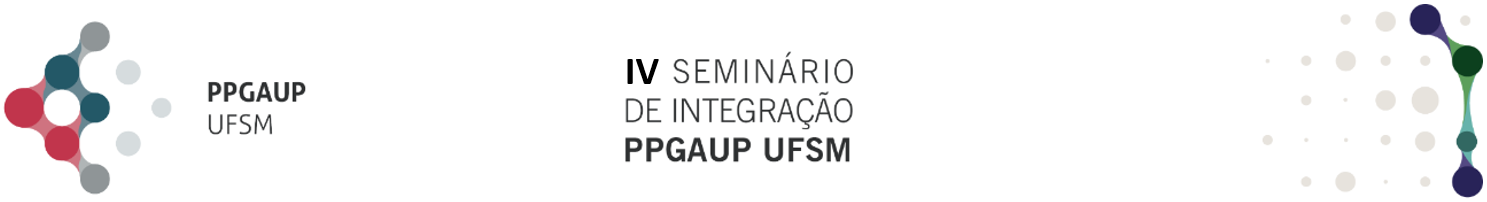 PPGAUP
UFSM
IV SEMINÁRIO
DE INTEGRAÇÃO
PPGAUP UFSM